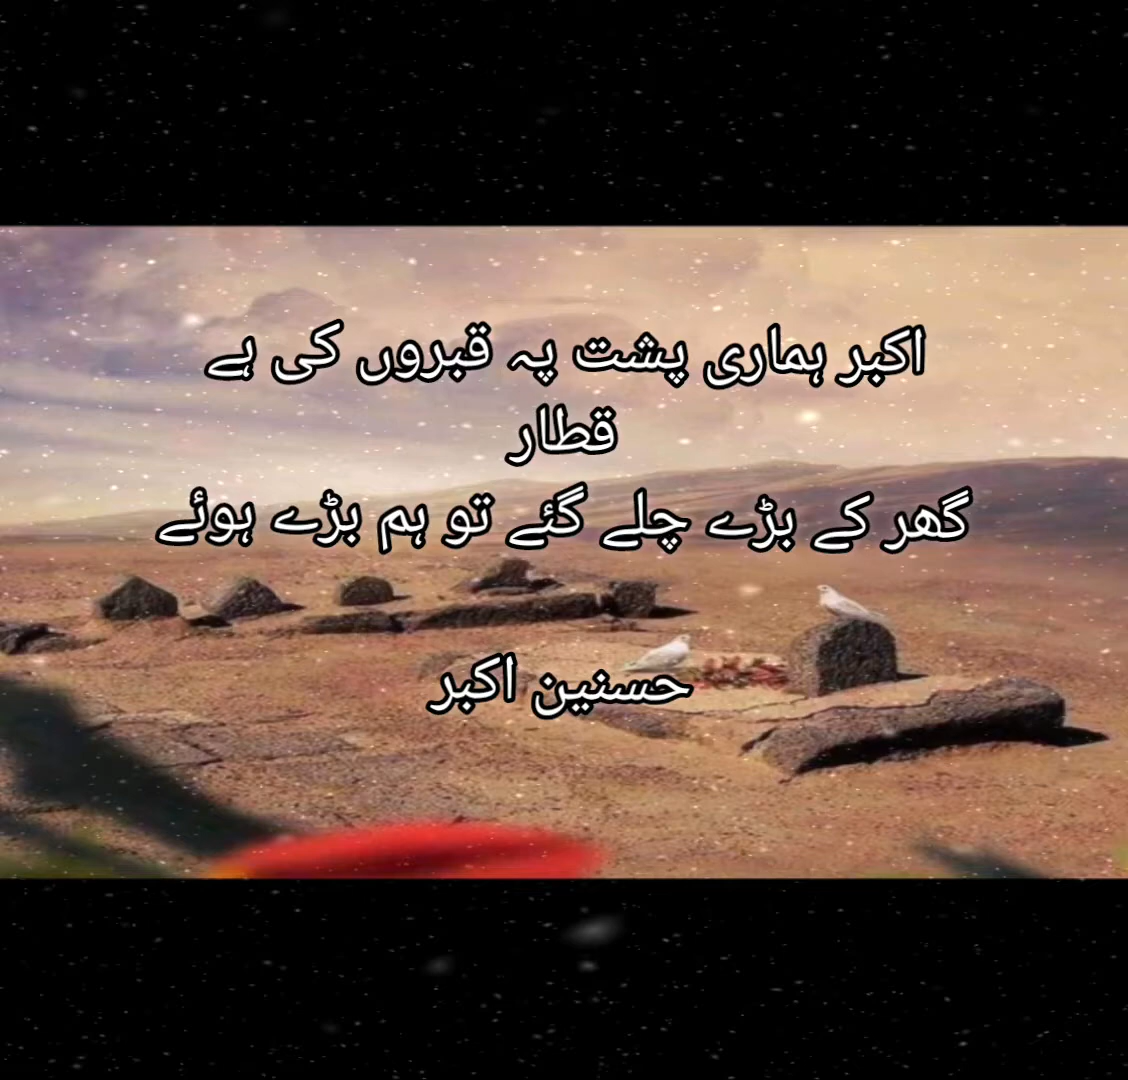 اکبر ہماری پشت پہ قبروں کی ہے
قطار
گھر کے بڑے چلے گئے تو ہم بڑے ہوئے
حسنین اکبر